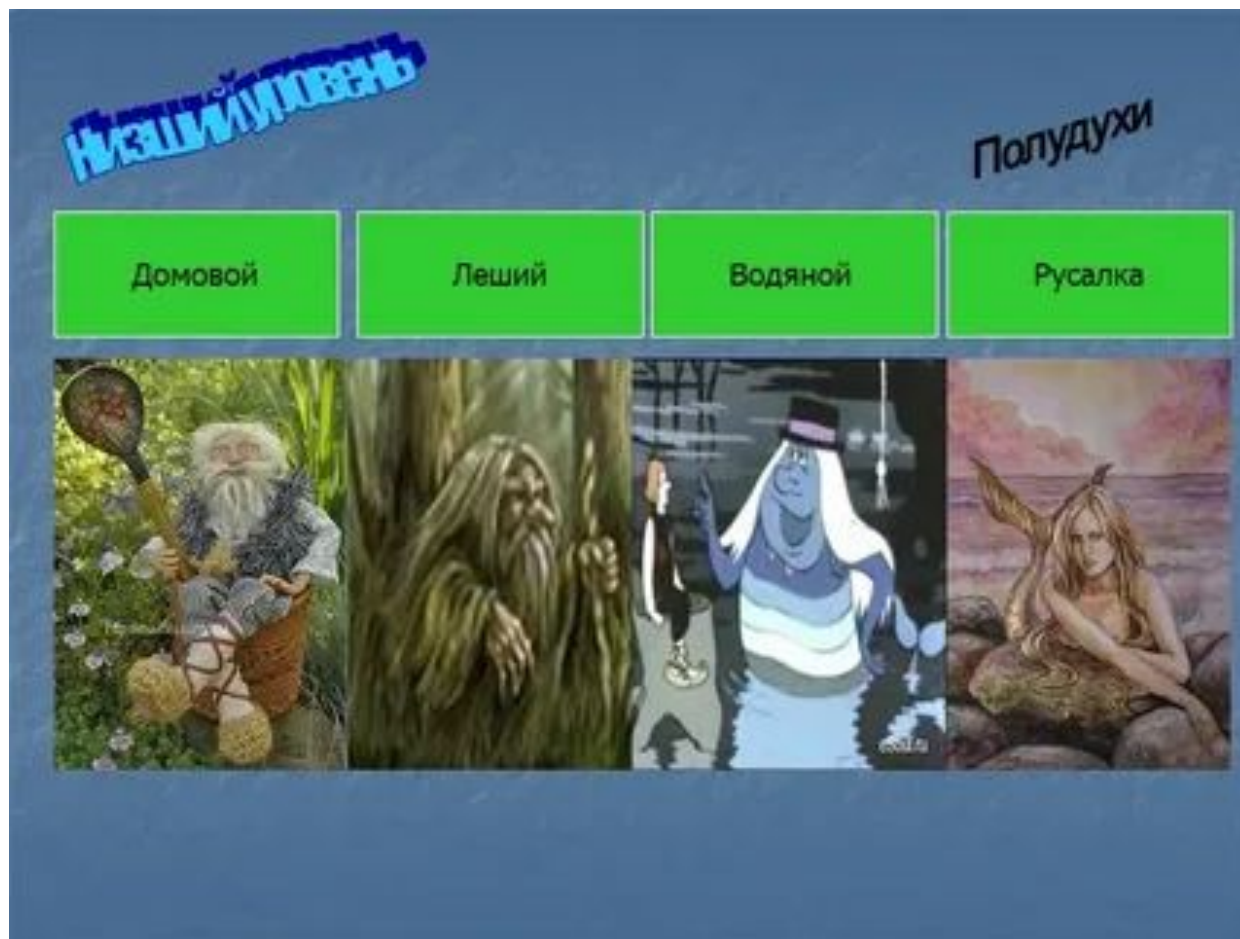 Низший уровень
Полудухи
Домовой
Леший
Водяной
Русалка